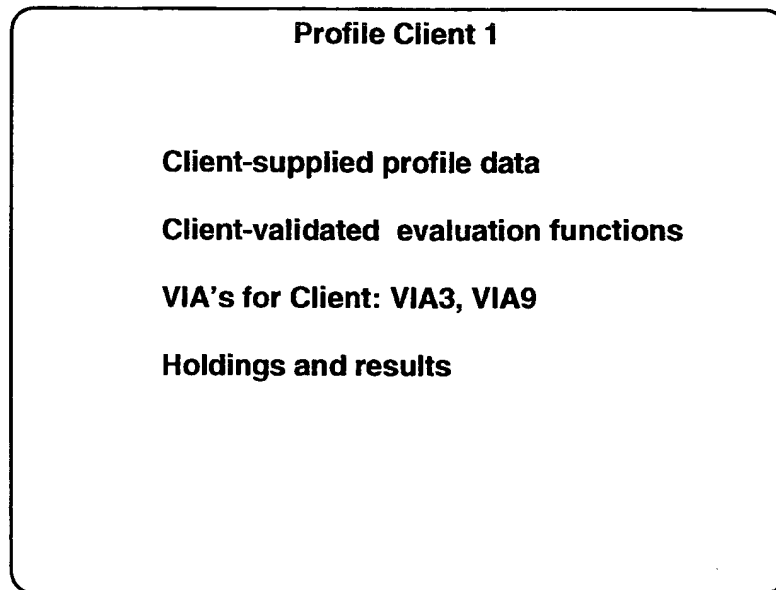 Profile Client 1
Client-supplied profile data
Client-validated evaluation functions
VIA's for Client: VIA3, VIA9
Holdings and results